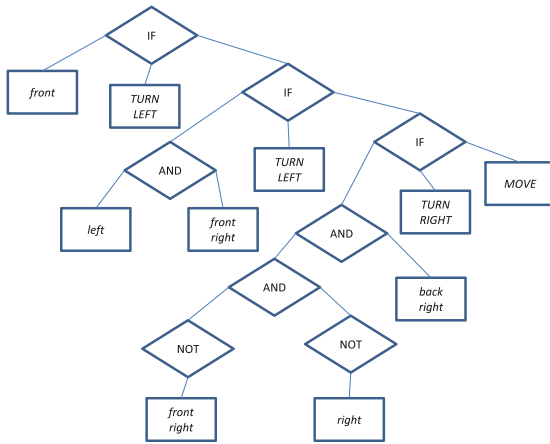 IF
front
TURN
LEFT
IF
AND
TURN
LEFT
IF
left
front
right
AND
TURN
RIGHT
MOVE
AND
back
right
NOT
NOT
front
right
right